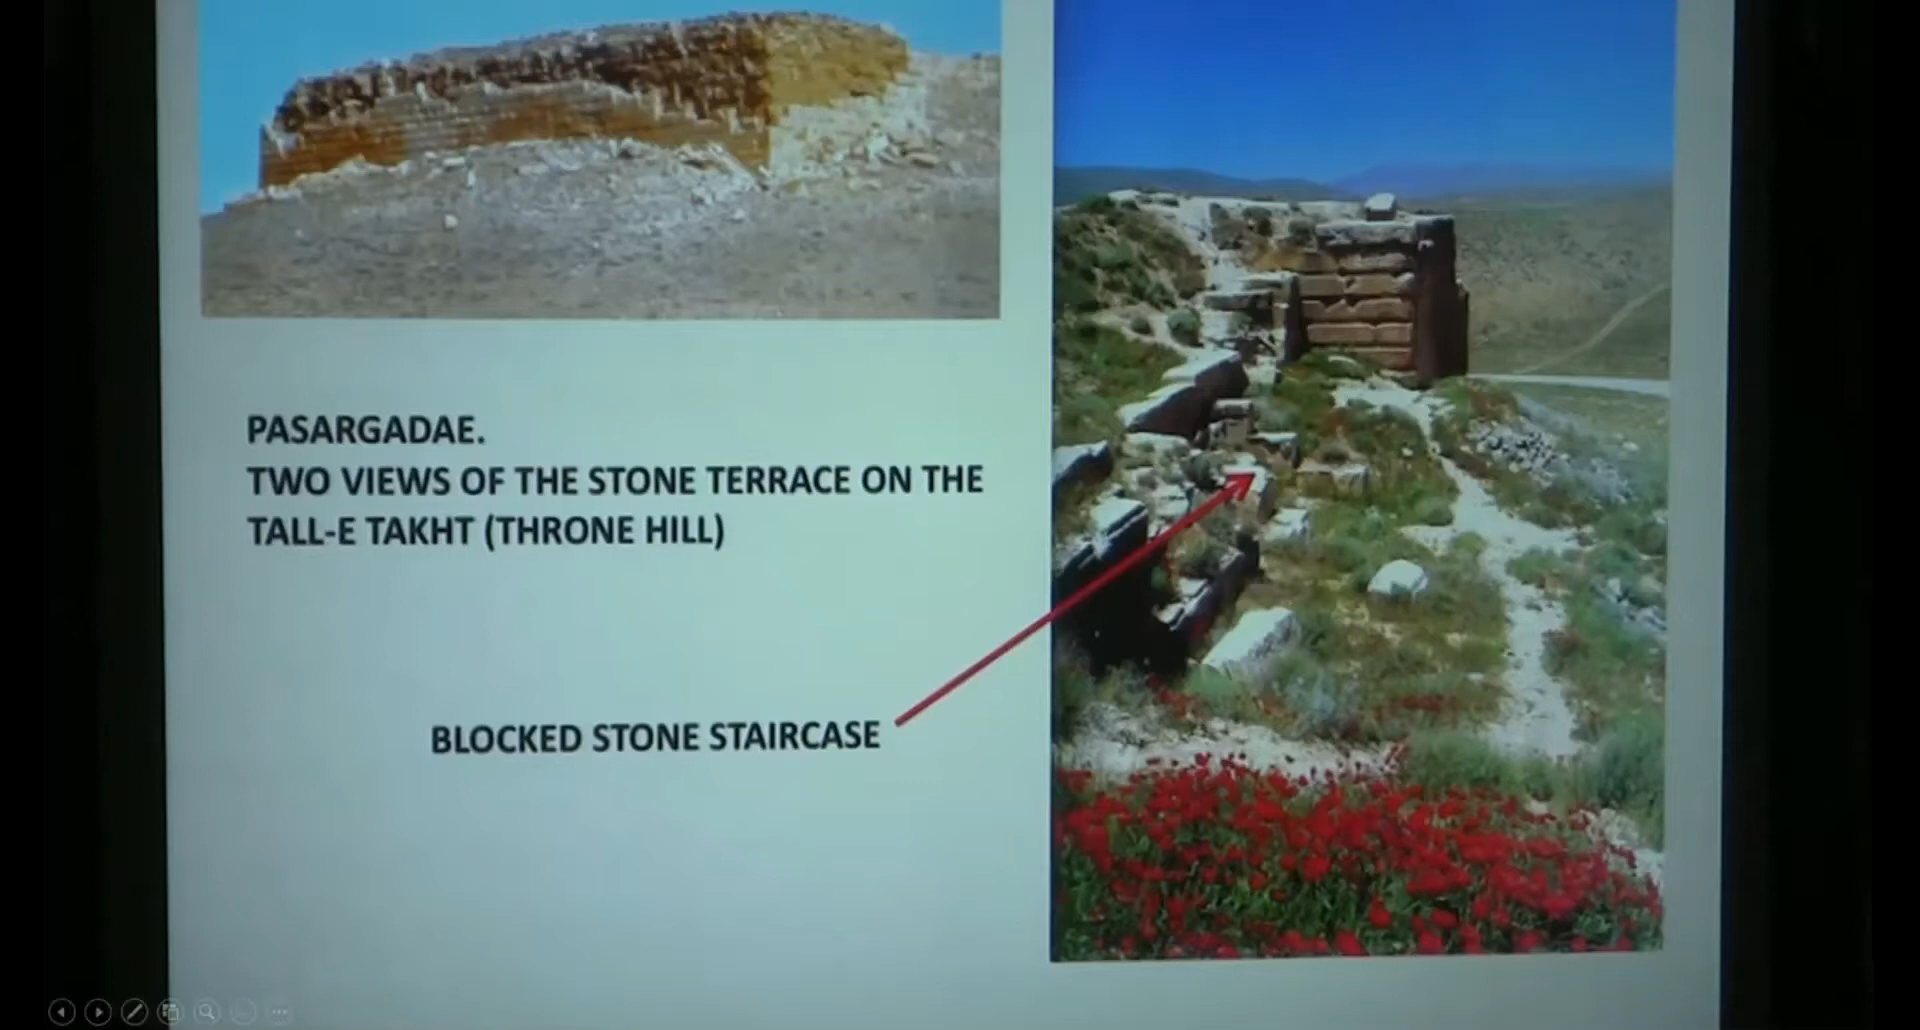 PASARGADAE.
TWO VIEWS OF THE STONE TERRACE ON THE
TALL-E TAKHT (THRONE HILL)
BLOCKED STONE STAIRCASE